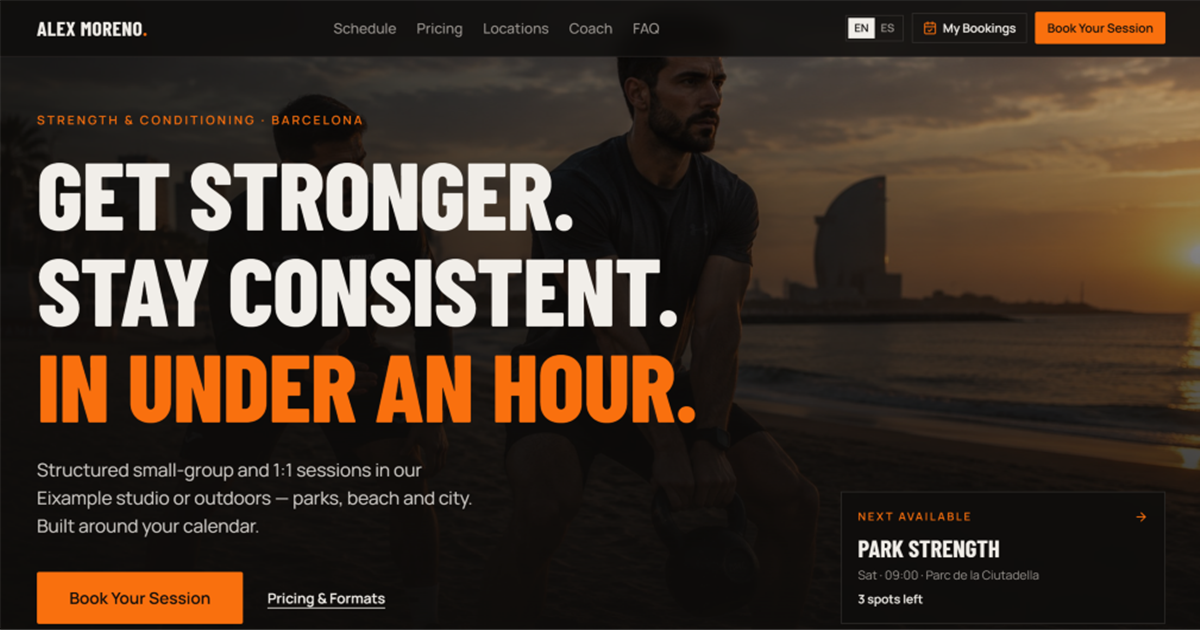 ALEX MORENO.
Schedule Pricing Locations Coach FAQ
EN ES
My Bookings
Book Your Session
STRENGTH & CONDITIONING · BARCELONA
GET STRONGER.
STAY CONSISTENT.
IN UNDER AN HOUR.
Structured small-group and 1:1 sessions in our
Eixample studio or outdoors — parks, beach and city.
Built around your calendar.
Book Your Session
Pricing & Formats
NEXT AVAILABLE →
PARK STRENGTH
Sat · 09:00 · Parc de la Ciutadella
3 spots left